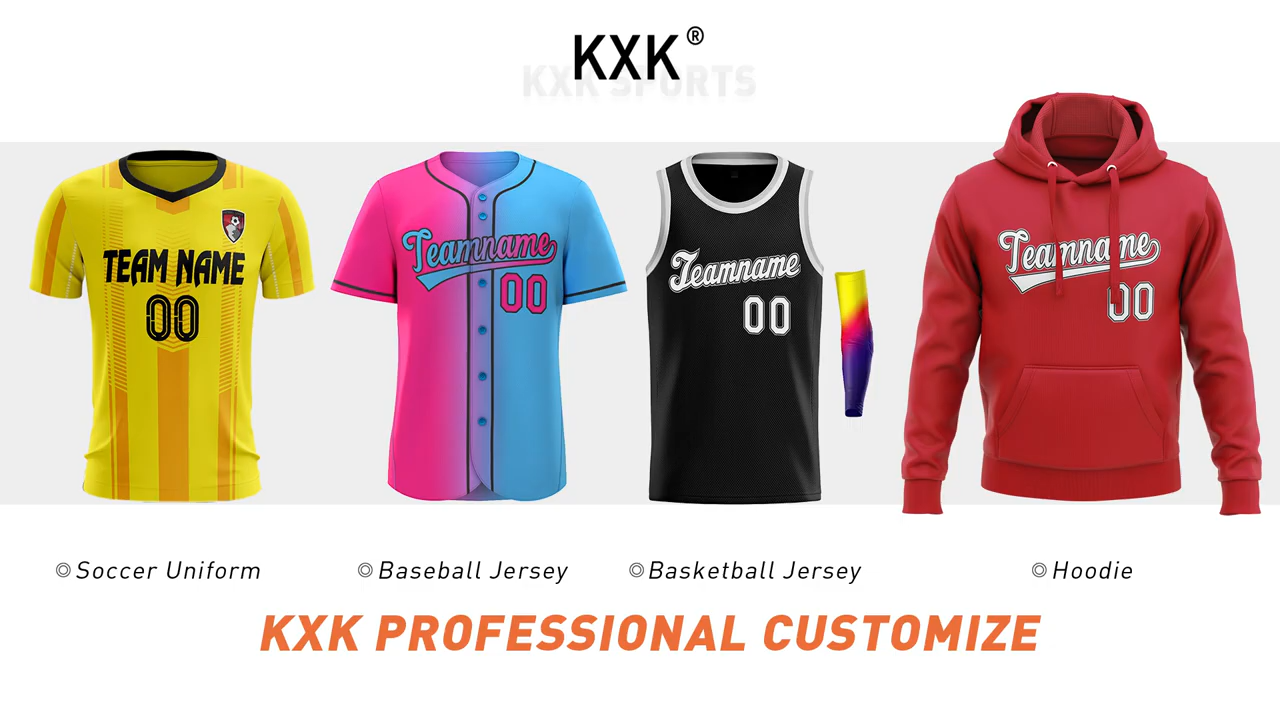 KXK®
KXK SPORTS
TEAM NAME
00
Teamname
00
Teamname
00
Teamname
00
Soccer Uniform
Baseball Jersey
Basketball Jersey
Hoodie
KXK PROFESSIONAL CUSTOMIZE